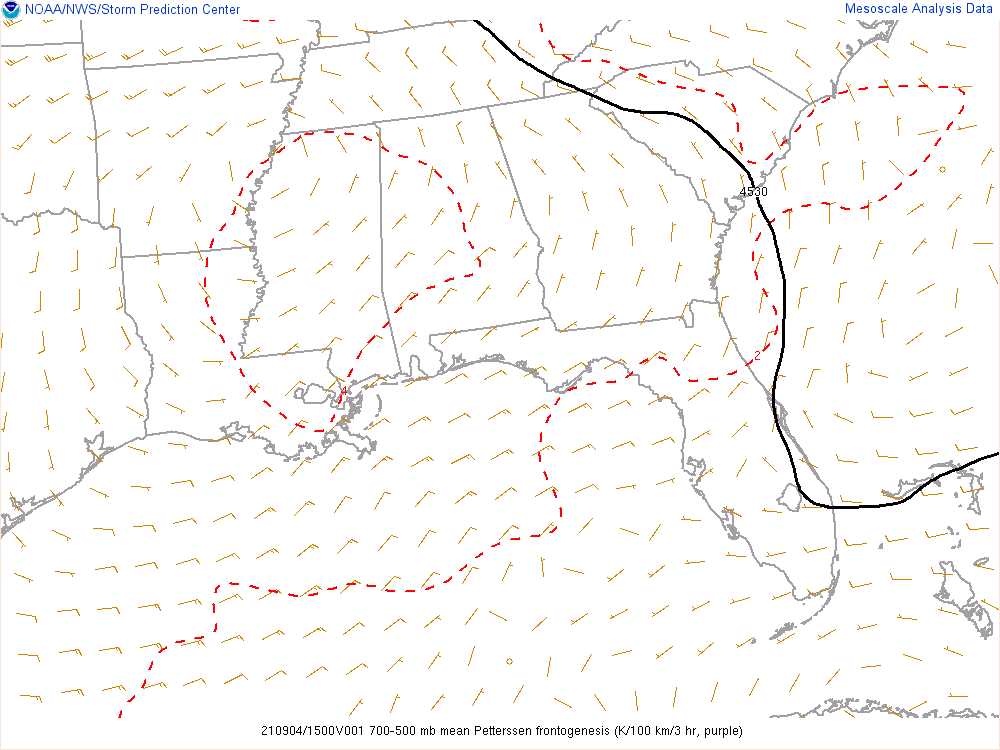 NOAA/NWS/Storm Prediction Center
Mesoscale Analysis Data
4530
2
4
210904/1500V001 700-500 mb mean Petterssen frontogenesis (K/100 km/3 hr, purple)